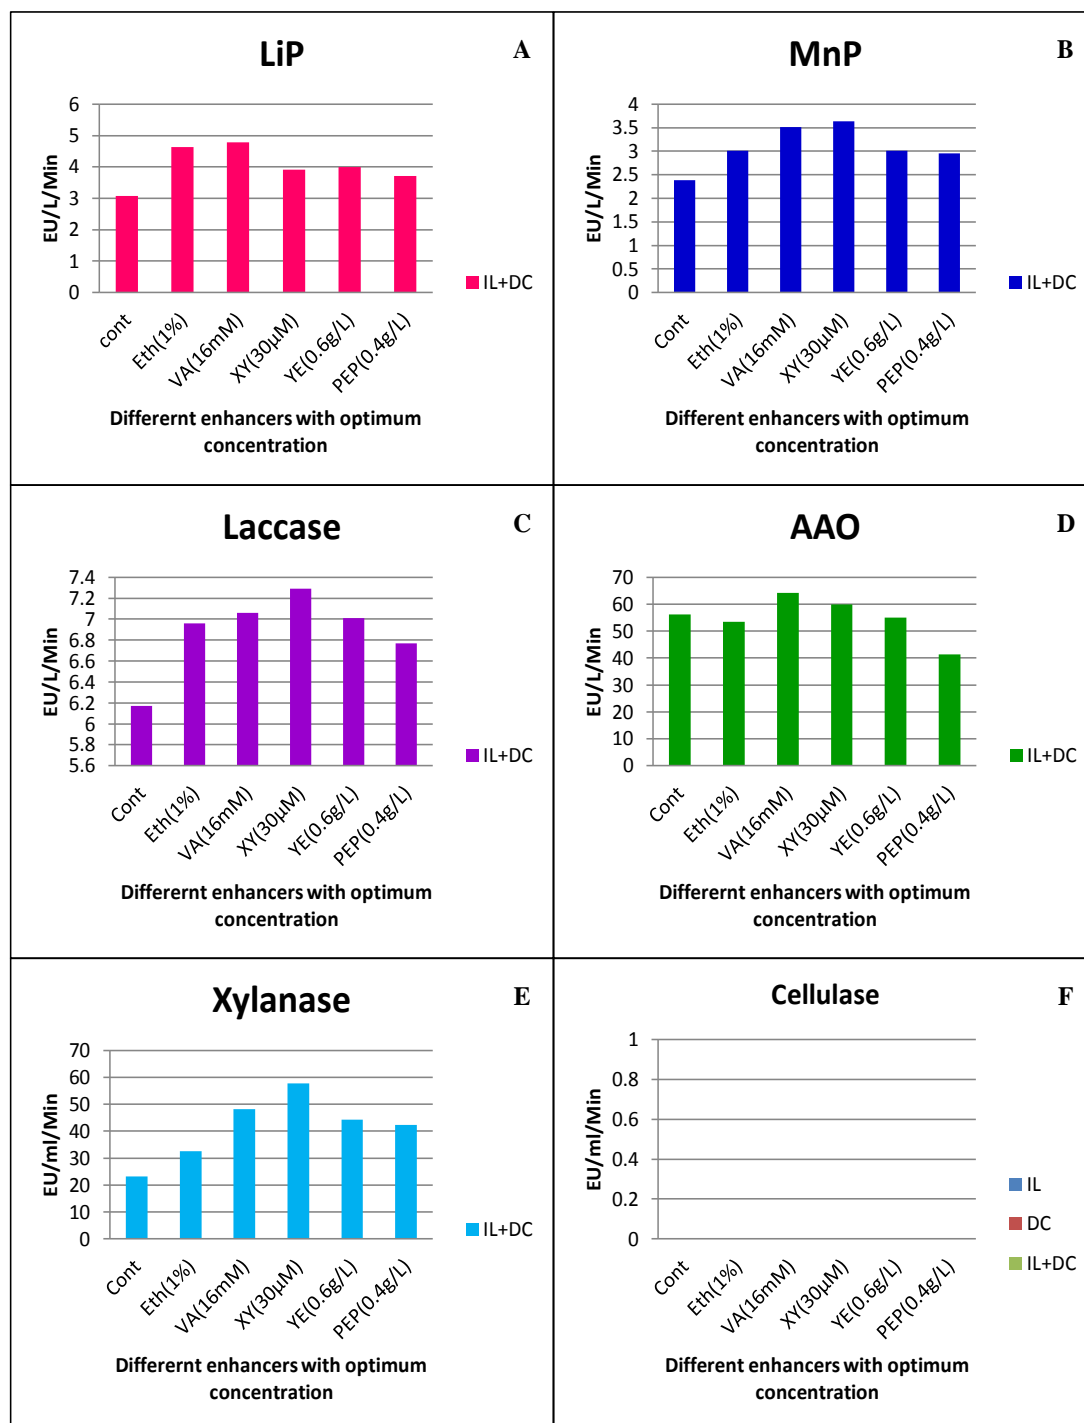 LiP
A
6
5
4
3
2
1
0
EU/L/Min
cont
Eth(1%)
VA(16mM)
XY(30µM)
YE(0.6g/L)
PEP(0.4g/L)
IL+DC
Differernt enhancers with optimum
concentration
MnP
B
4
3.5
3
2.5
2
1.5
1
0.5
0
EU/L/Min
Cont
Eth(1%)
VA(16mM)
XY(30µM)
YE(0.6g/L)
PEP(0.4g/L)
IL+DC
Differernt enhancers with optimum
concentration
Laccase
C
7.4
7.2
7
6.8
6.6
6.4
6.2
6
5.8
5.6
EU/L/Min
Cont
Eth(1%)
VA(16mM)
XY(30µM)
YE(0.6g/L)
PEP(0.4g/L)
IL+DC
Differernt enhancers with optimum
concentration
AAO
D
70
60
50
40
30
20
10
0
EU/L/Min
Cont
Eth(1%)
VA(16mM)
XY(30µM)
YE(0.6g/L)
PEP(0.4g/L)
IL+DC
Differernt enhancers with optimum
concentration
Xylanase
E
70
60
50
40
30
20
10
0
EU/ml/Min
Cont
Eth(1%)
VA(16mM)
XY(30µM)
YE(0.6g/L)
PEP(0.4g/L)
IL+DC
Differernt enhancers with optimum
concentration
Cellulase
F
1
0.8
0.6
0.4
0.2
0
EU/ml/Min
Cont
Eth(1%)
VA(16mM)
XY(30µM)
YE(0.6g/L)
PEP(0.4g/L)
IL
DC
IL+DC
Differernt enhancers with optimum
concentration